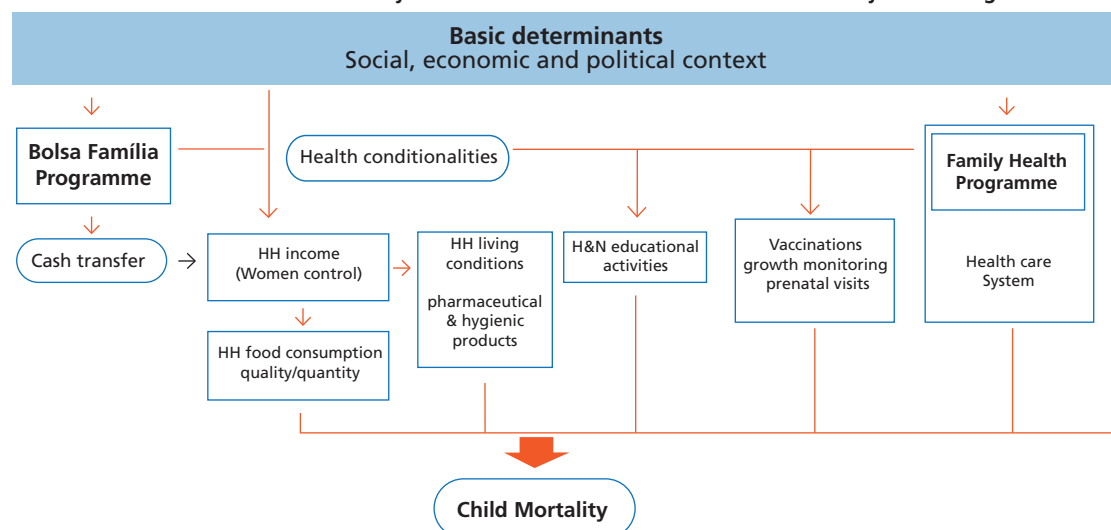 Basic determinants
Social, economic and political context
Bolsa Família
Programme
Health conditionalities
Family Health
Programme
Cash transfer
HH income
(Women control)
HH living
conditions
pharmaceutical
& hygienic
products
H&N educational
activities
Vaccinations
growth monitoring
prenatal visits
Health care
System
HH food consumption
quality/quantity
Child Mortality